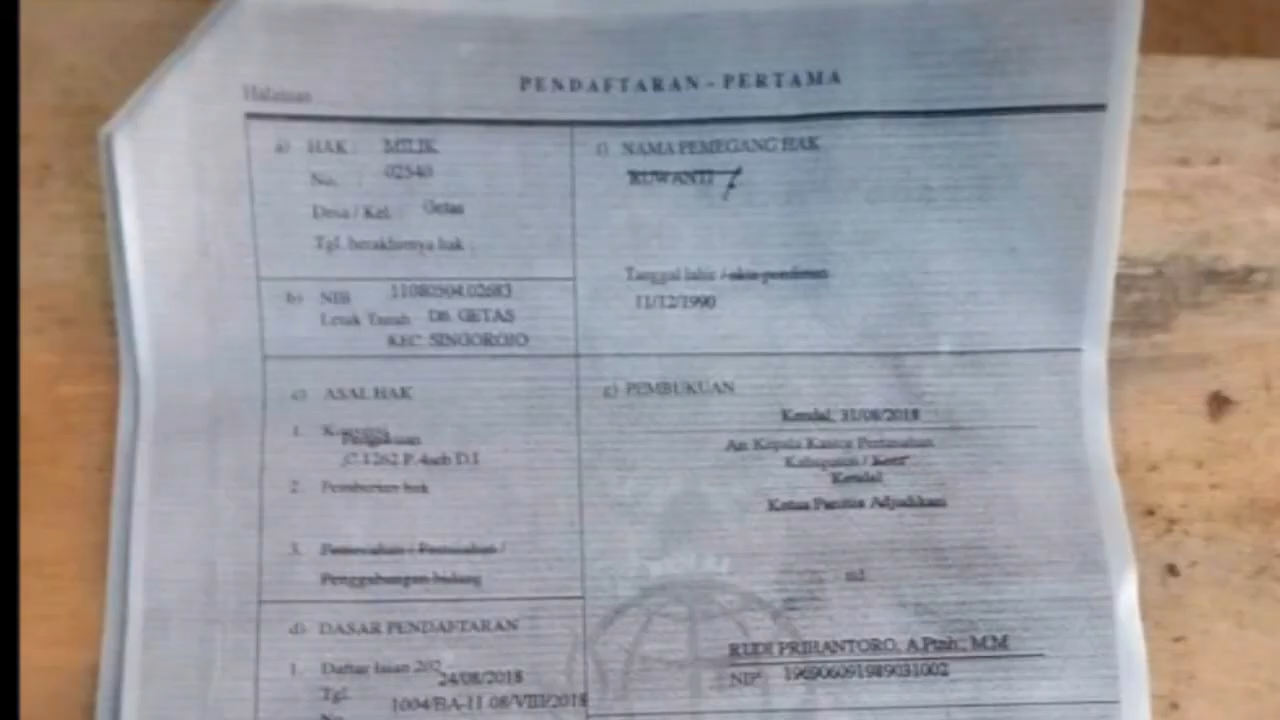 PENDAFTARAN - PERTAMA
Halaman
a) HAK : MILIK
No. 02540
Desa / Kel. Getas
Tgl. berakhirnya hak :
b) NIB 11080504.02683
Letak Tanah DS. GETAS
KEC. SINGOROJO
c) ASAL HAK
1. Konversi
Pengakuan
C.1262 P.4seb D.I
2. Pemberian hak
3. Pemecahan / Pemisahan /
Penggabungan bidang
d) DASAR PENDAFTARAN
1. Daftar Isian 202
Tgl. 24/08/2018
No. 1004/BA-11.08/VIII/2018
f) NAMA PEMEGANG HAK
RUWANTI
Tanggal lahir / akta pendirian
11/12/1990
g) PEMBUKUAN
Kendal, 31/08/2018
An. Kepala Kantor Pertanahan
Kabupaten / Kota
Kendal
Ketua Panitia Ajudikasi
ttd
RUDI PRIHANTORO, A.Ptnh., M.M
NIP 196906091989031002